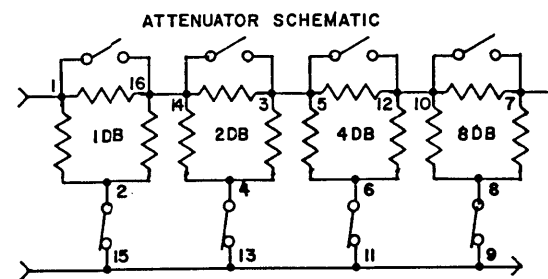 ATTENUATOR SCHEMATIC
1 16 14 3 5 12 10 7
1DB 2DB 4DB 8DB
2 4 6 8
15 13 11 9